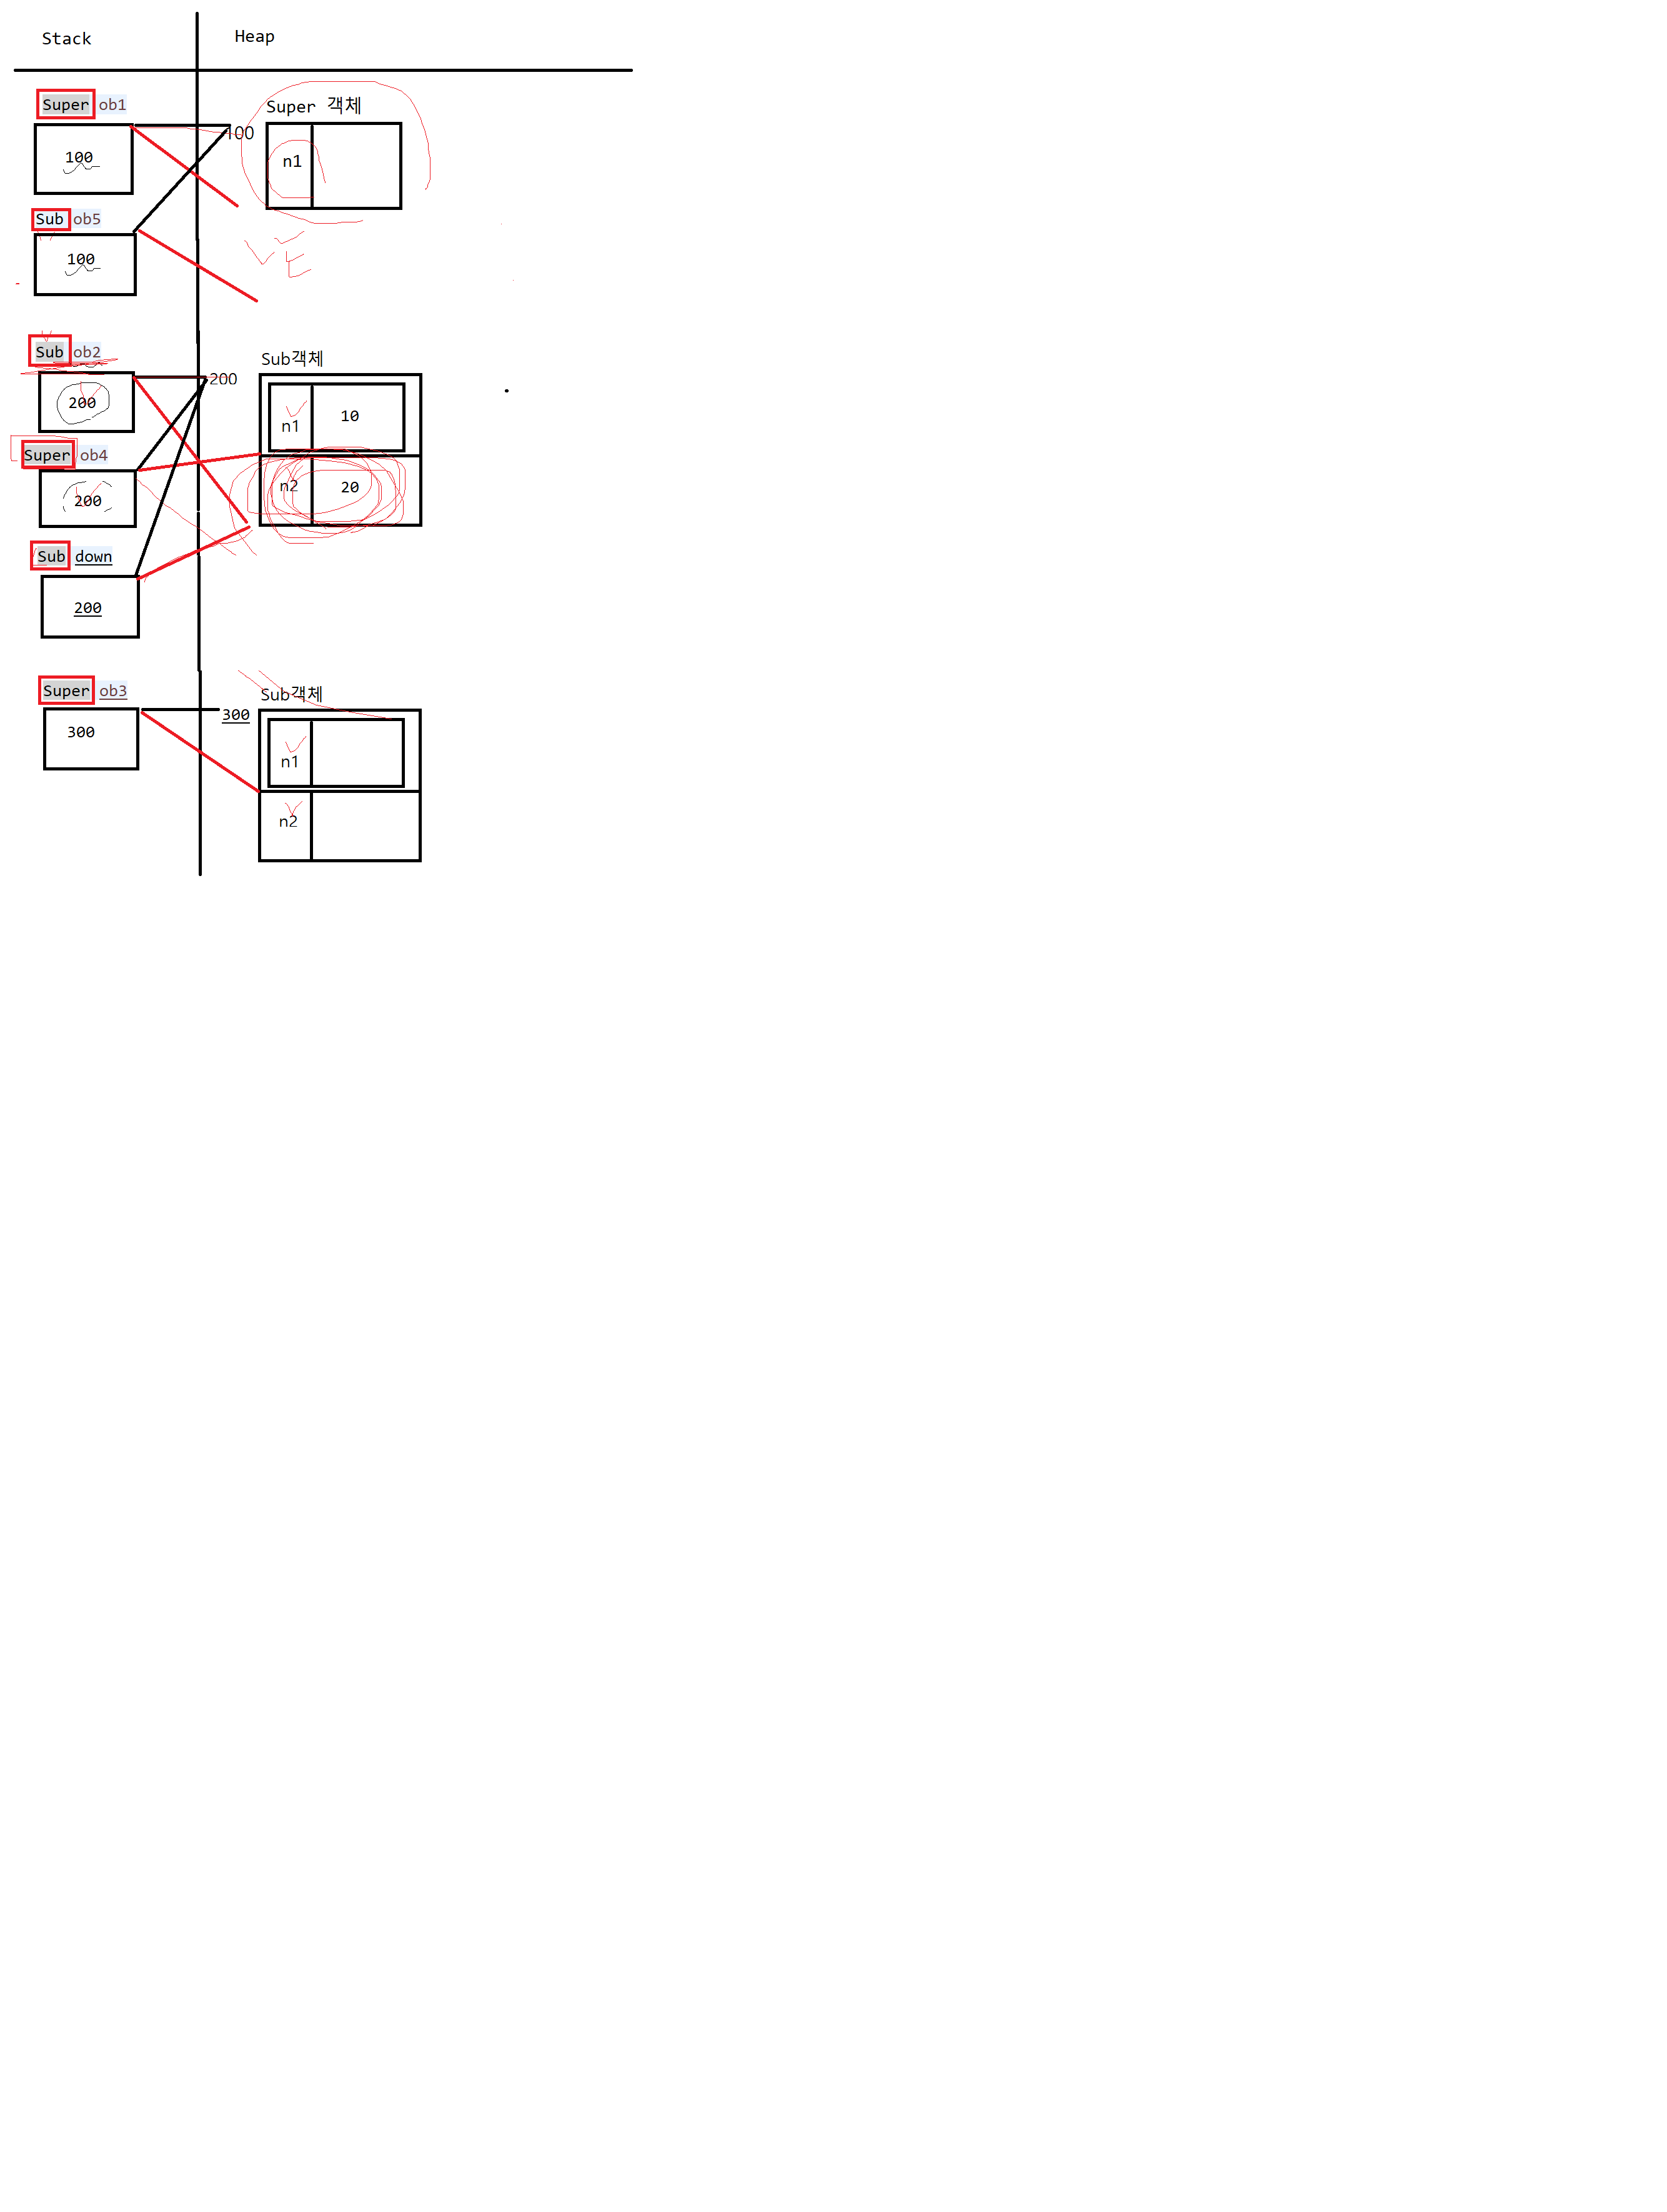 Stack
Heap
Super ob1
100
100
Super 객체
n1
Sub ob5
100
Sub ob2
200
200
Sub객체
n1
10
n2
20
Super ob4
200
Sub down
200
Super ob3
300
300
Sub객체
n1
n2